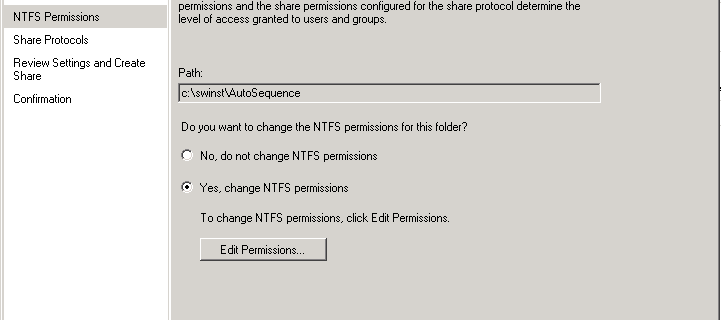 NTFS Permissions
Share Protocols
Review Settings and Create
Share
Confirmation
permissions and the share permissions configured for the share protocol determine the
level of access granted to users and groups.
Path:
c:\swinst\AutoSequence
Do you want to change the NTFS permissions for this folder?
No, do not change NTFS permissions
Yes, change NTFS permissions
To change NTFS permissions, click Edit Permissions.
Edit Permissions...